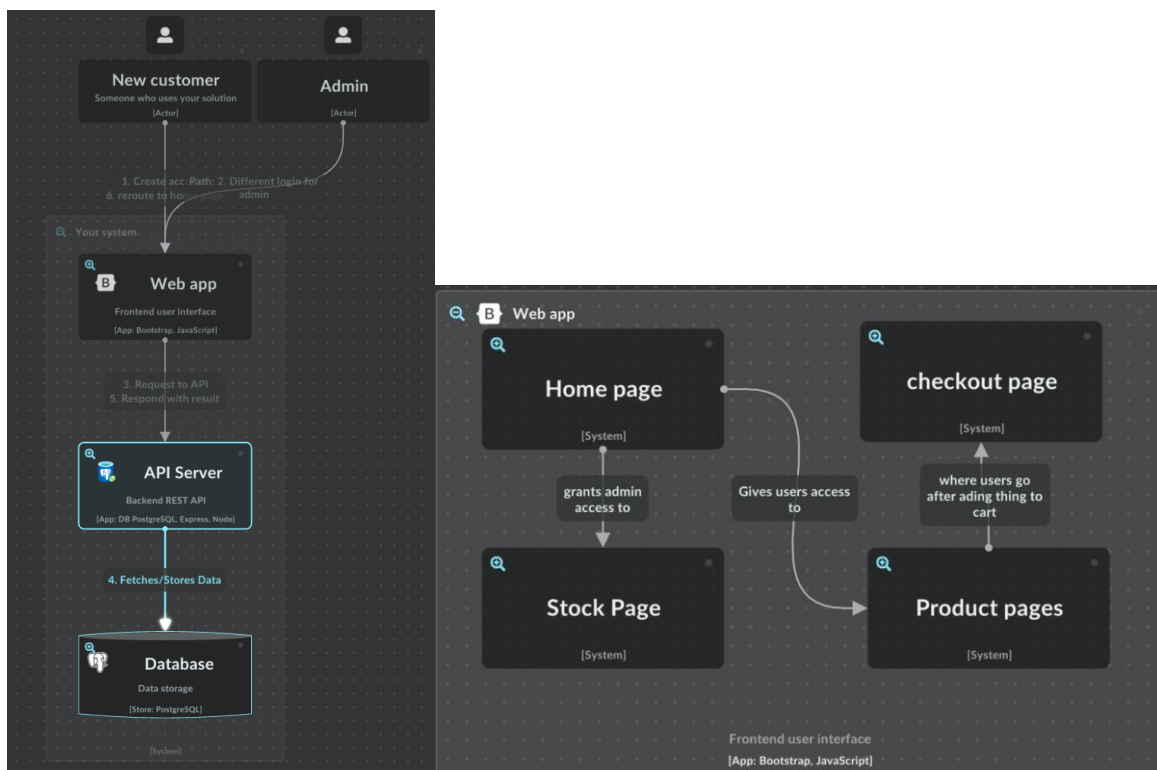 New customer
Someone who uses your solution
[Actor]
Admin
[Actor]
1. Create acc
6. reroute to home page
Path: 2. Different login for
admin
Your system.
B
Web app
Frontend user interface
[App: Bootstrap, JavaScript]
3. Request to API
5. Respond with result
API Server
Backend REST API
[App: DB PostgreSQL, Express, Node]
4. Fetches/Stores Data
Database
Data storage
[Store: PostgreSQL]
[System]
B
Web app
Home page
[System]
checkout page
[System]
grants admin
access to
Gives users access
to
where users go
after ading thing to
cart
Stock Page
[System]
Product pages
[System]
Frontend user interface
[App: Bootstrap, JavaScript]